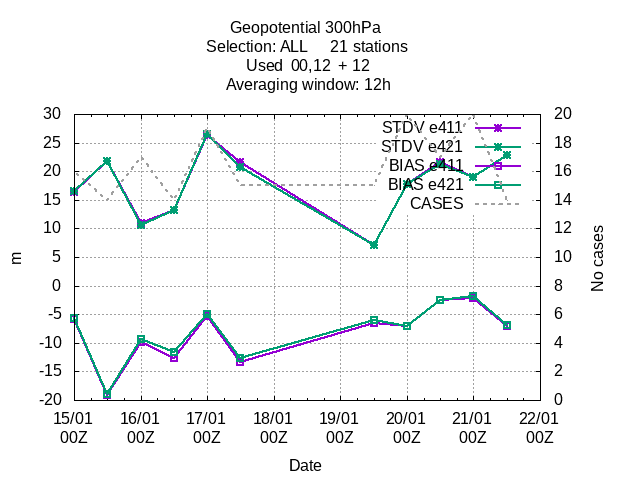 Geopotential 300hPa
Selection: ALL 21 stations
Used 00,12 + 12
Averaging window: 12h
30 20
25 18
20 16
15 14
10 12
5 10
0 8
-5 6
-10 4
-15 2
-20 0
STDV e411
STDV e421
BIAS e411
BIAS e421
CASES
m
No cases
15/01 16/01 17/01 18/01 19/01 20/01 21/01 22/01
00Z 00Z 00Z 00Z 00Z 00Z 00Z 00Z
Date